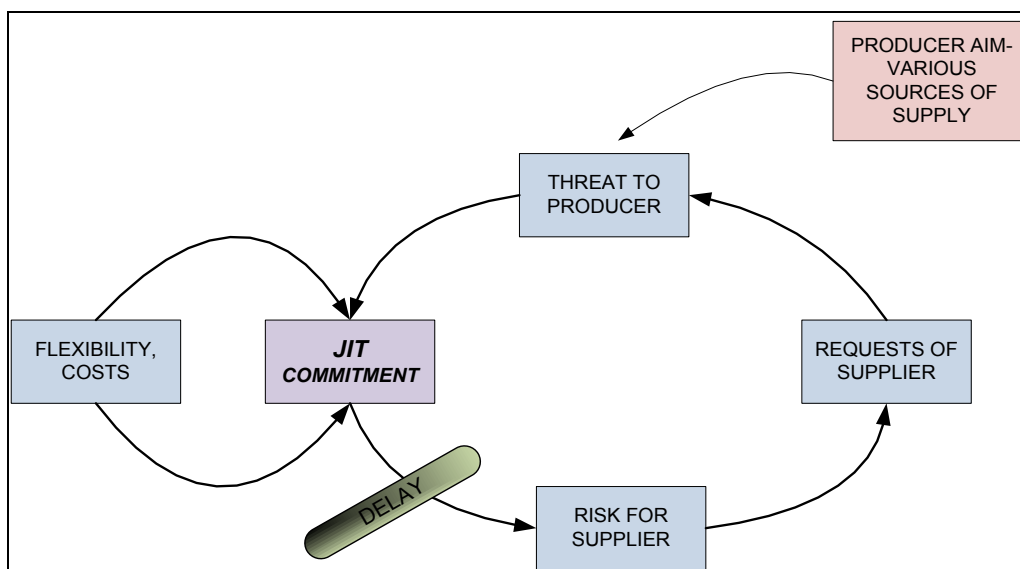 PRODUCER AIM-
VARIOUS
SOURCES OF
SUPPLY
THREAT TO
PRODUCER
FLEXIBILITY,
COSTS
JIT
COMMITMENT
REQUESTS OF
SUPPLIER
DELAY
RISK FOR
SUPPLIER